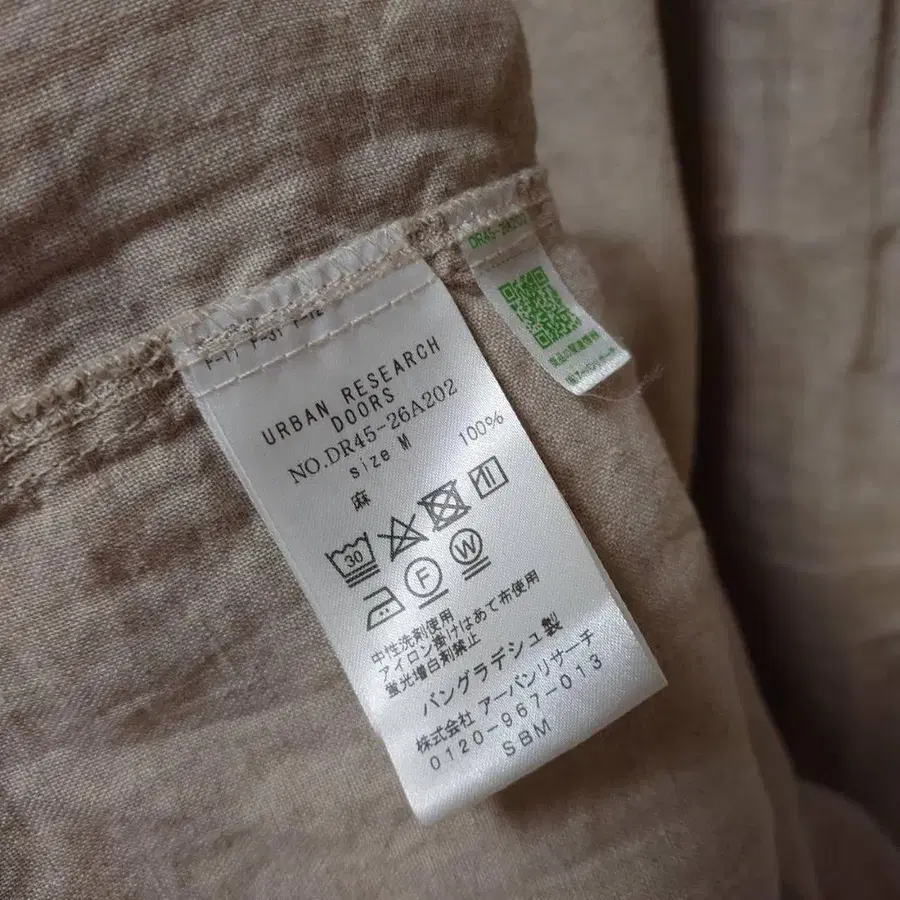 URBAN RESEARCH
DOORS
NO.DR45-26A202
size M
麻 100%
30
F W
中性洗剤使用
アイロン掛けはあて布使用
蛍光増白剤禁止
バングラデシュ製
株式会社 アーバンリサーチ
0120-967-013
SBM
DR45-26A202